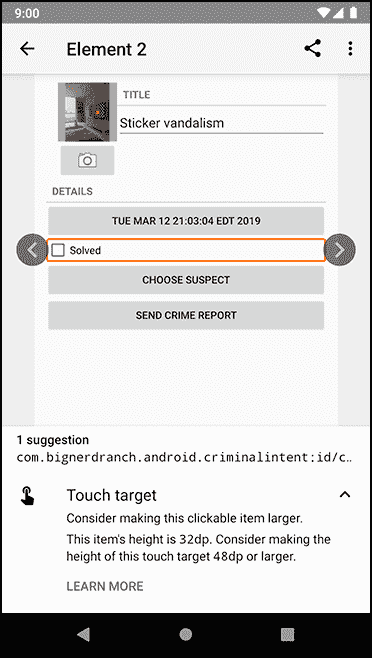 9:00
Element 2
TITLE
Sticker vandalism
DETAILS
TUE MAR 12 21:03:04 EDT 2019
Solved
CHOOSE SUSPECT
SEND CRIME REPORT
1 suggestion
com.bignerdranch.android.criminalintent:id/c…
Touch target
Consider making this clickable item larger.
This item's height is 32dp. Consider making the
height of this touch target 48dp or larger.
LEARN MORE